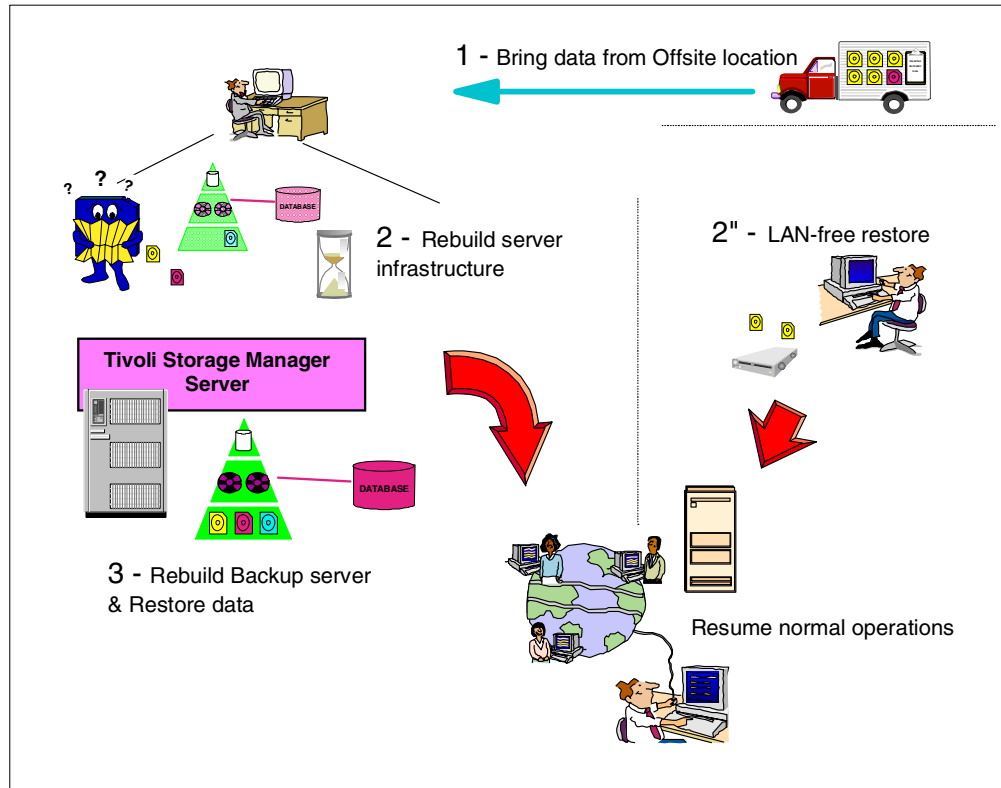 1 - Bring data from Offsite location
? ? ?
DATABASE
2 - Rebuild server
infrastructure
2" - LAN-free restore
Tivoli Storage Manager
Server
DATABASE
3 - Rebuild Backup server
& Restore data
Resume normal operations